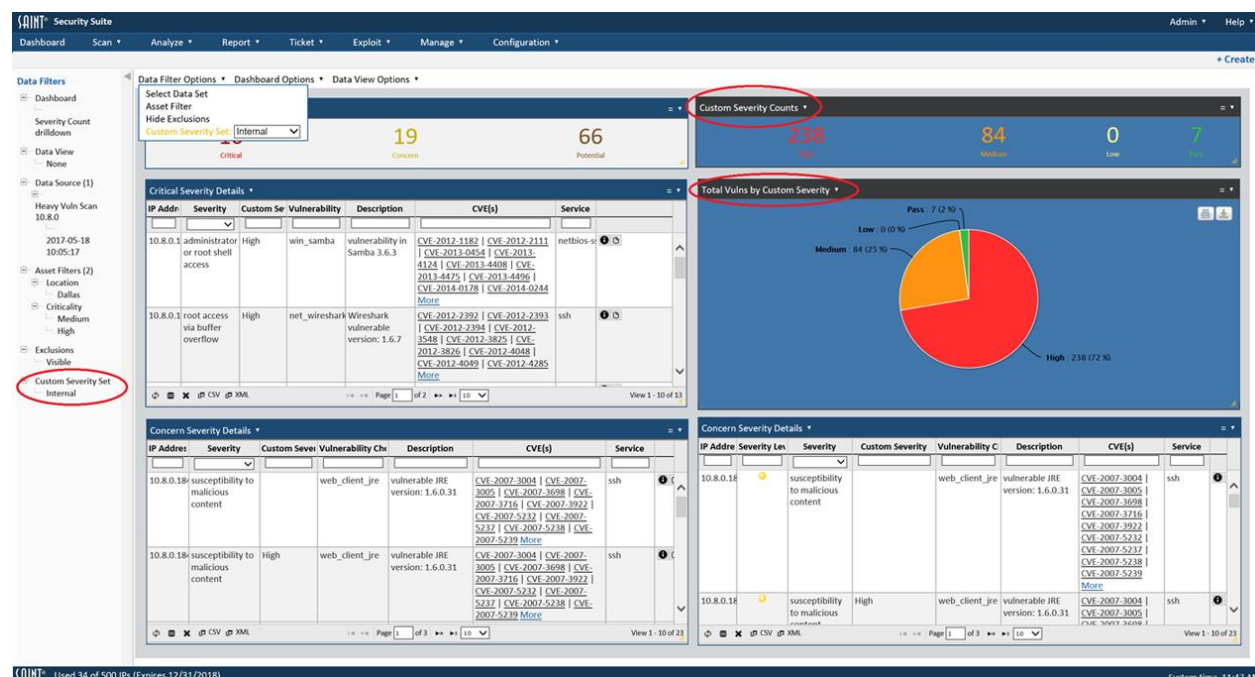 SAINT® Security Suite
Admin Help
Dashboard Scan Analyze Report Ticket Exploit Manage Configuration
+ Create
Data Filters
Dashboard
Severity Count
drilldown
Data View
None
Data Source (1)
Heavy Vuln Scan
10.8.0
2017-05-18
10:05:17
Asset Filters (2)
Location
Dallas
Criticality
Medium
High
Exclusions
Visible
Custom Severity Set
Internal
Data Filter Options Dashboard Options Data View Options
Select Data Set
Asset Filter
Hide Exclusions
Custom Severity Set: Internal
19 66
Critical Concern Potential
Custom Severity Counts
238 84 0 7
Medium Low
Critical Severity Details
IP Addre Severity Custom Se Vulnerability Description CVE(s) Service
10.8.0.1 administrator High win_samba vulnerability in CVE-2012-1182 | CVE-2012-2111 netbios-s
or root shell Samba 3.6.3 | CVE-2013-0454 | CVE-2013-
access 4124 | CVE-2013-4408 | CVE-
2013-4475 | CVE-2013-4496 |
CVE-2014-0178 | CVE-2014-0244
More
10.8.0.1 root access High net_wireshark Wireshark CVE-2012-2392 | CVE-2012-2393 ssh
via buffer vulnerable | CVE-2012-2394 | CVE-2012-
overflow version: 1.6.7 3548 | CVE-2012-3825 | CVE-
2012-3826 | CVE-2012-4048 |
CVE-2012-4049 | CVE-2012-4285
More
CSV XML Page 1 of 2 10 View 1 - 10 of 13
Total Vulns by Custom Severity
Pass : 7 (2 %)
Low : 0 (0 %)
Medium : 84 (25 %)
High : 238 (72 %)
Concern Severity Details
IP Addres Severity Custom Sever Vulnerability Che Description CVE(s) Service
10.8.0.18 susceptibility to web_client_jre vulnerable JRE CVE-2007-3004 | CVE-2007- ssh
malicious version: 1.6.0.31 3005 | CVE-2007-3698 | CVE-
content 2007-3716 | CVE-2007-3922 |
CVE-2007-5232 | CVE-2007-
5237 | CVE-2007-5238 | CVE-
2007-5239 More
10.8.0.18 susceptibility to High web_client_jre vulnerable JRE CVE-2007-3004 | CVE-2007- ssh
malicious version: 1.6.0.31 3005 | CVE-2007-3698 | CVE-
content 2007-3716 | CVE-2007-3922 |
CVE-2007-5232 | CVE-2007-
5237 | CVE-2007-5238 | CVE-
2007-5239 More
CSV XML Page 1 of 3 10 View 1 - 10 of 23
Concern Severity Details
IP Addre Severity Lev Severity Custom Severity Vulnerability C Description CVE(s) Service
10.8.0.18 susceptibility web_client_jre vulnerable JRE CVE-2007-3004 | ssh
to malicious version: 1.6.0.31 CVE-2007-3005 |
content CVE-2007-3698 |
CVE-2007-3716 |
CVE-2007-3922 |
CVE-2007-5232 |
CVE-2007-5237 |
CVE-2007-5238 |
CVE-2007-5239
More
10.8.0.18 susceptibility High web_client_jre vulnerable JRE CVE-2007-3004 | ssh
to malicious version: 1.6.0.31 CVE-2007-3005 |
CSV XML Page 1 of 3 10 View 1 - 10 of 23
SAINT® Used 34 of 500 IPs (Expires 12/31/2018)